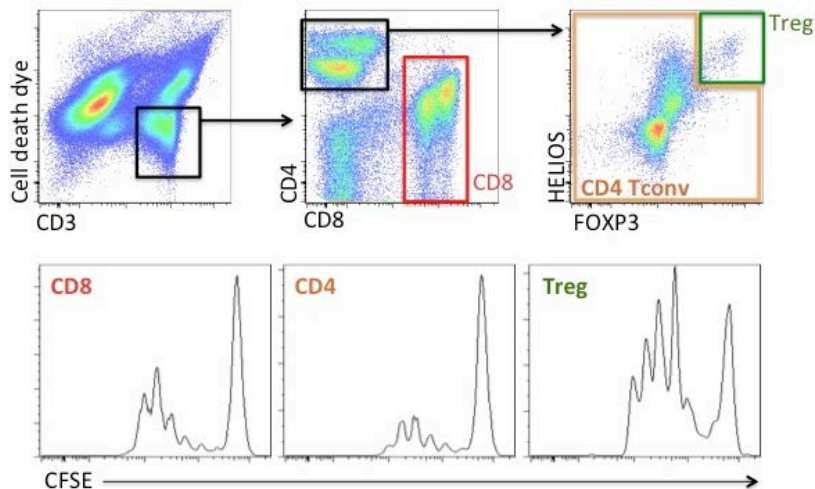 Cell death dye
CD3
CD4
CD8
CD8
HELIOS
FOXP3
CD4 Tconv
Treg
CD8
CD4
Treg
CFSE